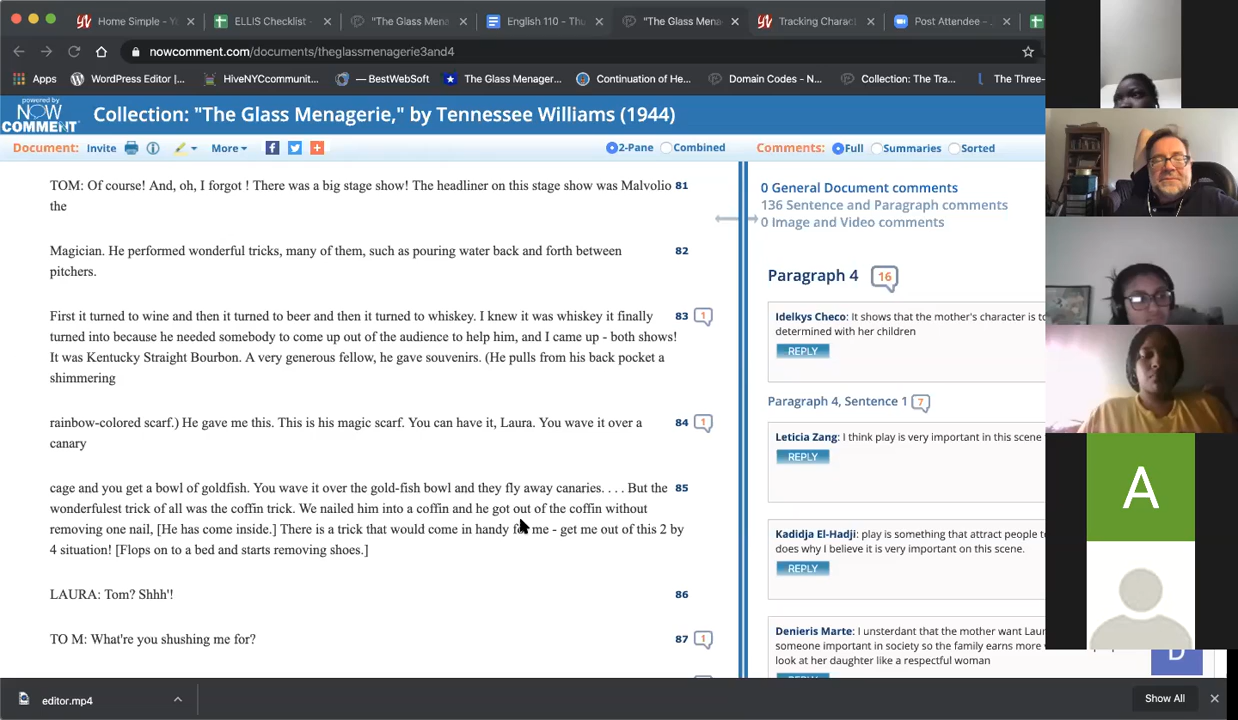 Home Simple - Yo
ELLIS Checklist -
"The Glass Mena
English 110 - Thu
"The Glass Mena
Tracking Charac
Post Attendee -
nowcomment.com/documents/theglassmenagerie3and4
Apps
WordPress Editor |...
HiveNYCcommunit...
— BestWebSoft
The Glass Menager...
Continuation of He...
Domain Codes - N...
Collection: The Tra...
The Three-
powered by
NOW
COMMENT
Collection: "The Glass Menagerie," by Tennessee Williams (1944)
Document: Invite More
2-Pane Combined
Comments: Full Summaries Sorted
TOM: Of course! And, oh, I forgot ! There was a big stage show! The headliner on this stage show was Malvolio 81
the
Magician. He performed wonderful tricks, many of them, such as pouring water back and forth between 82
pitchers.
First it turned to wine and then it turned to beer and then it turned to whiskey. I knew it was whiskey it finally 83 1
turned into because he needed somebody to come up out of the audience to help him, and I came up - both shows!
It was Kentucky Straight Bourbon. A very generous fellow, he gave souvenirs. (He pulls from his back pocket a
shimmering
rainbow-colored scarf.) He gave me this. This is his magic scarf. You can have it, Laura. You wave it over a 84 1
canary
cage and you get a bowl of goldfish. You wave it over the gold-fish bowl and they fly away canaries. . . . But the 85
wonderfulest trick of all was the coffin trick. We nailed him into a coffin and he got out of the coffin without
removing one nail, [He has come inside.] There is a trick that would come in handy for me - get me out of this 2 by
4 situation! [Flops on to a bed and starts removing shoes.]
LAURA: Tom? Shhh'! 86
TO M: What're you shushing me for? 87 1
0 General Document comments
136 Sentence and Paragraph comments
0 Image and Video comments
Paragraph 4 16
Idelkys Checo: It shows that the mother's character is to
determined with her children
REPLY
Paragraph 4, Sentence 1 7
Leticia Zang: I think play is very important in this scene
REPLY
Kadidja El-Hadji: play is something that attract people t
does why I believe it is very important on this scene.
REPLY
Denieris Marte: I unsterdant that the mother want Laur
someone important in society so the family earns more
look at her daughter like a respectful woman
A
D
editor.mp4
Show All